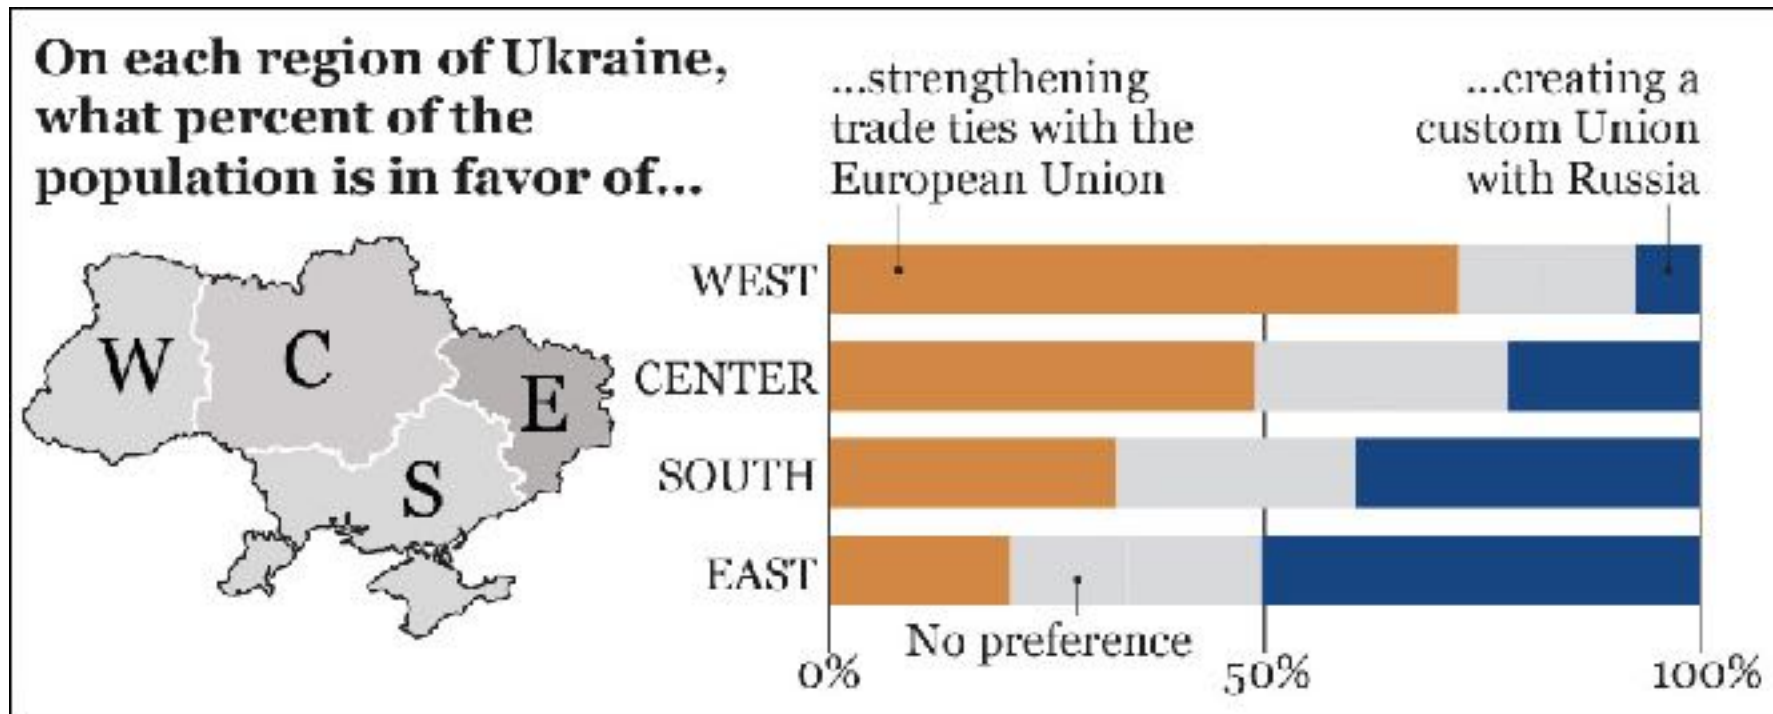 On each region of Ukraine,
what percent of the
population is in favor of...
...strengthening
trade ties with the
European Union
...creating a
custom Union
with Russia
W
C
E
S
WEST
CENTER
SOUTH
EAST
No preference
0%
50%
100%